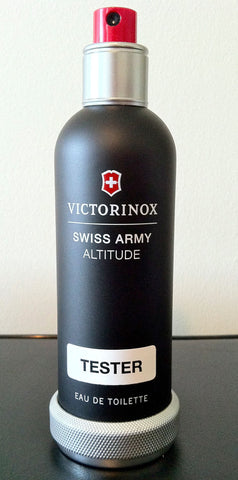 VICTORINOX
SWISS ARMY
ALTITUDE
TESTER
EAU DE TOILETTE